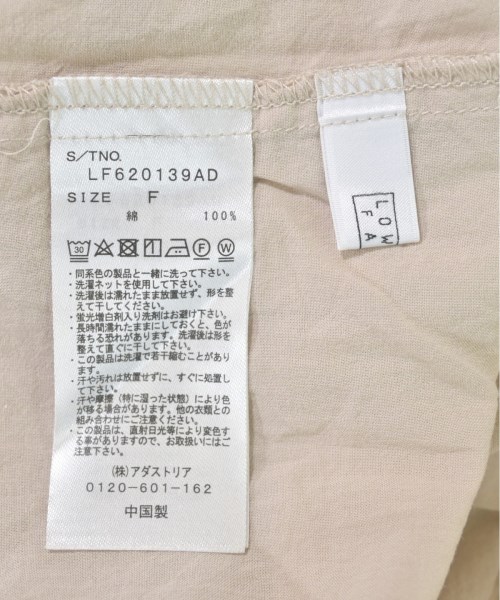 S/TNO.
LF620139AD
SIZE F
綿 100%
30 F W
・同系色の製品と一緒に洗って下さい。
・洗濯ネットを使用して下さい。
・洗濯後は濡れたまま放置せず、形を整
えて干してください。
・蛍光増白剤入り洗剤はお避け下さい。
・長時間濡れたままにしておくと、色が
落ちる恐れがあります。洗濯後は形を
整えて直ぐに干して下さい。
・この製品は洗濯で若干縮むことがあり
ます。
・汗や汚れは放置せずに、すぐに処置し
て下さい。
・汗や摩擦（特に湿った状態）により色
が移る場合があります。他の衣類との
組み合わせにご注意ください。
・この製品は、直射日光等により変色す
る事がありますので、お取扱いにはご
注意下さい。
(株)アダストリア
0120-601-162
中国製
LOW
FA